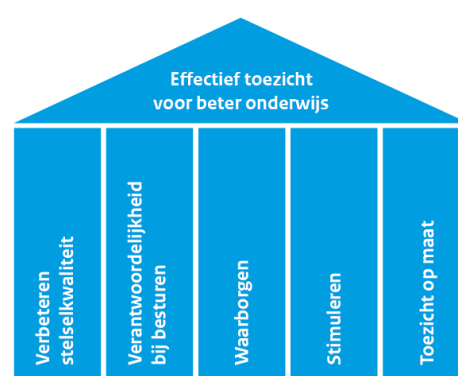 Effectief toezicht
voor beter onderwijs
Verbeteren
stelselkwaliteit
Verantwoordelijkheid
bij besturen
Waarborgen
Stimuleren
Toezicht op maat